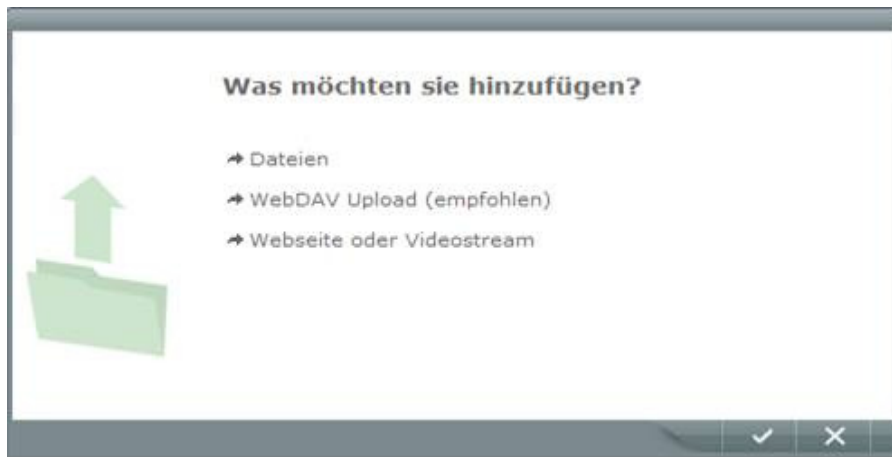 Was möchten sie hinzufügen?
Dateien
WebDAV Upload (empfohlen)
Webseite oder Videostream